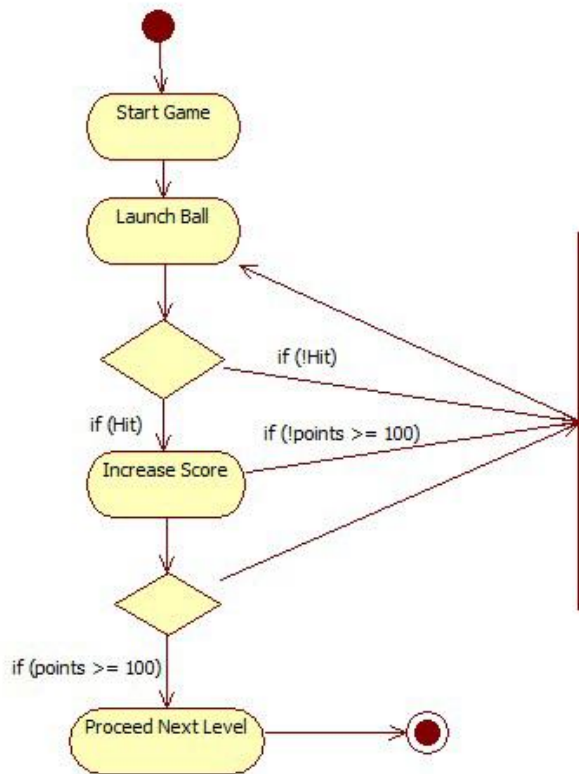 Start Game
Launch Ball
if (!Hit)
if (Hit)
if (!points >= 100)
Increase Score
if (points >= 100)
Proceed Next Level